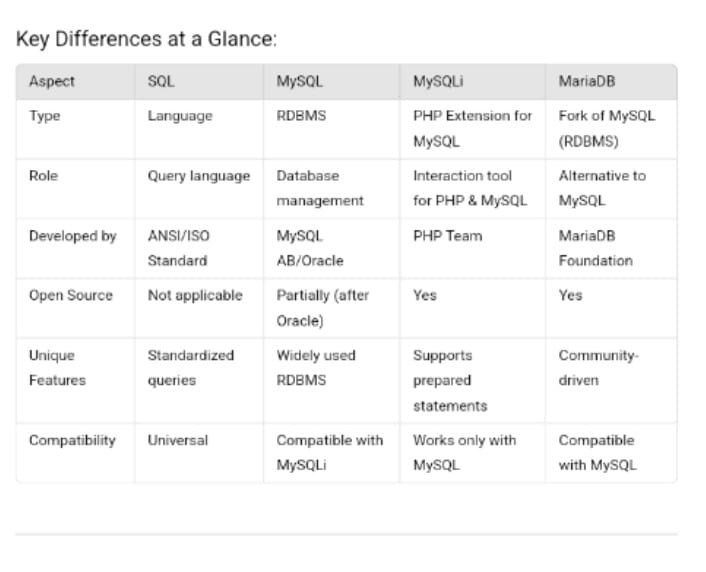 Key Differences at a Glance:
Aspect SQL MySQL MySQLi MariaDB
Type Language RDBMS PHP Extension for Fork of MySQL
MySQL (RDBMS)
Role Query language Database Interaction tool Alternative to
management for PHP & MySQL MySQL
Developed by ANSI/ISO MySQL PHP Team MariaDB
Standard AB/Oracle Foundation
Open Source Not applicable Partially (after Yes Yes
Oracle)
Unique Standardized Widely used Supports Community-
Features queries RDBMS prepared driven
statements
Compatibility Universal Compatible with Works only with Compatible
MySQLi MySQL with MySQL